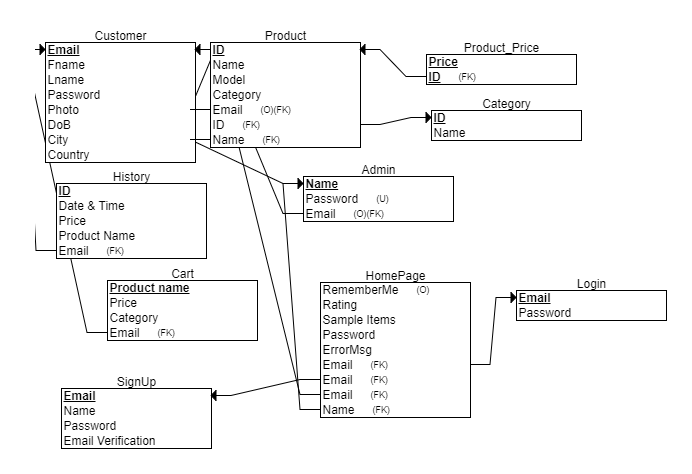 Customer
Email
Fname
Lname
Password
Photo
DoB
City
Country
Product
ID
Name
Model
Category
Email (O)(FK)
ID (FK)
Name (FK)
Product_Price
Price
ID (FK)
Category
ID
Name
Admin
Name
Password (U)
Email (O)(FK)
History
ID
Date & Time
Price
Product Name
Email (FK)
Cart
Product name
Price
Category
Email (FK)
HomePage
RememberMe (O)
Rating
Sample Items
Password
ErrorMsg
Email (FK)
Email (FK)
Email (FK)
Name (FK)
Login
Email
Password
SignUp
Email
Name
Password
Email Verification